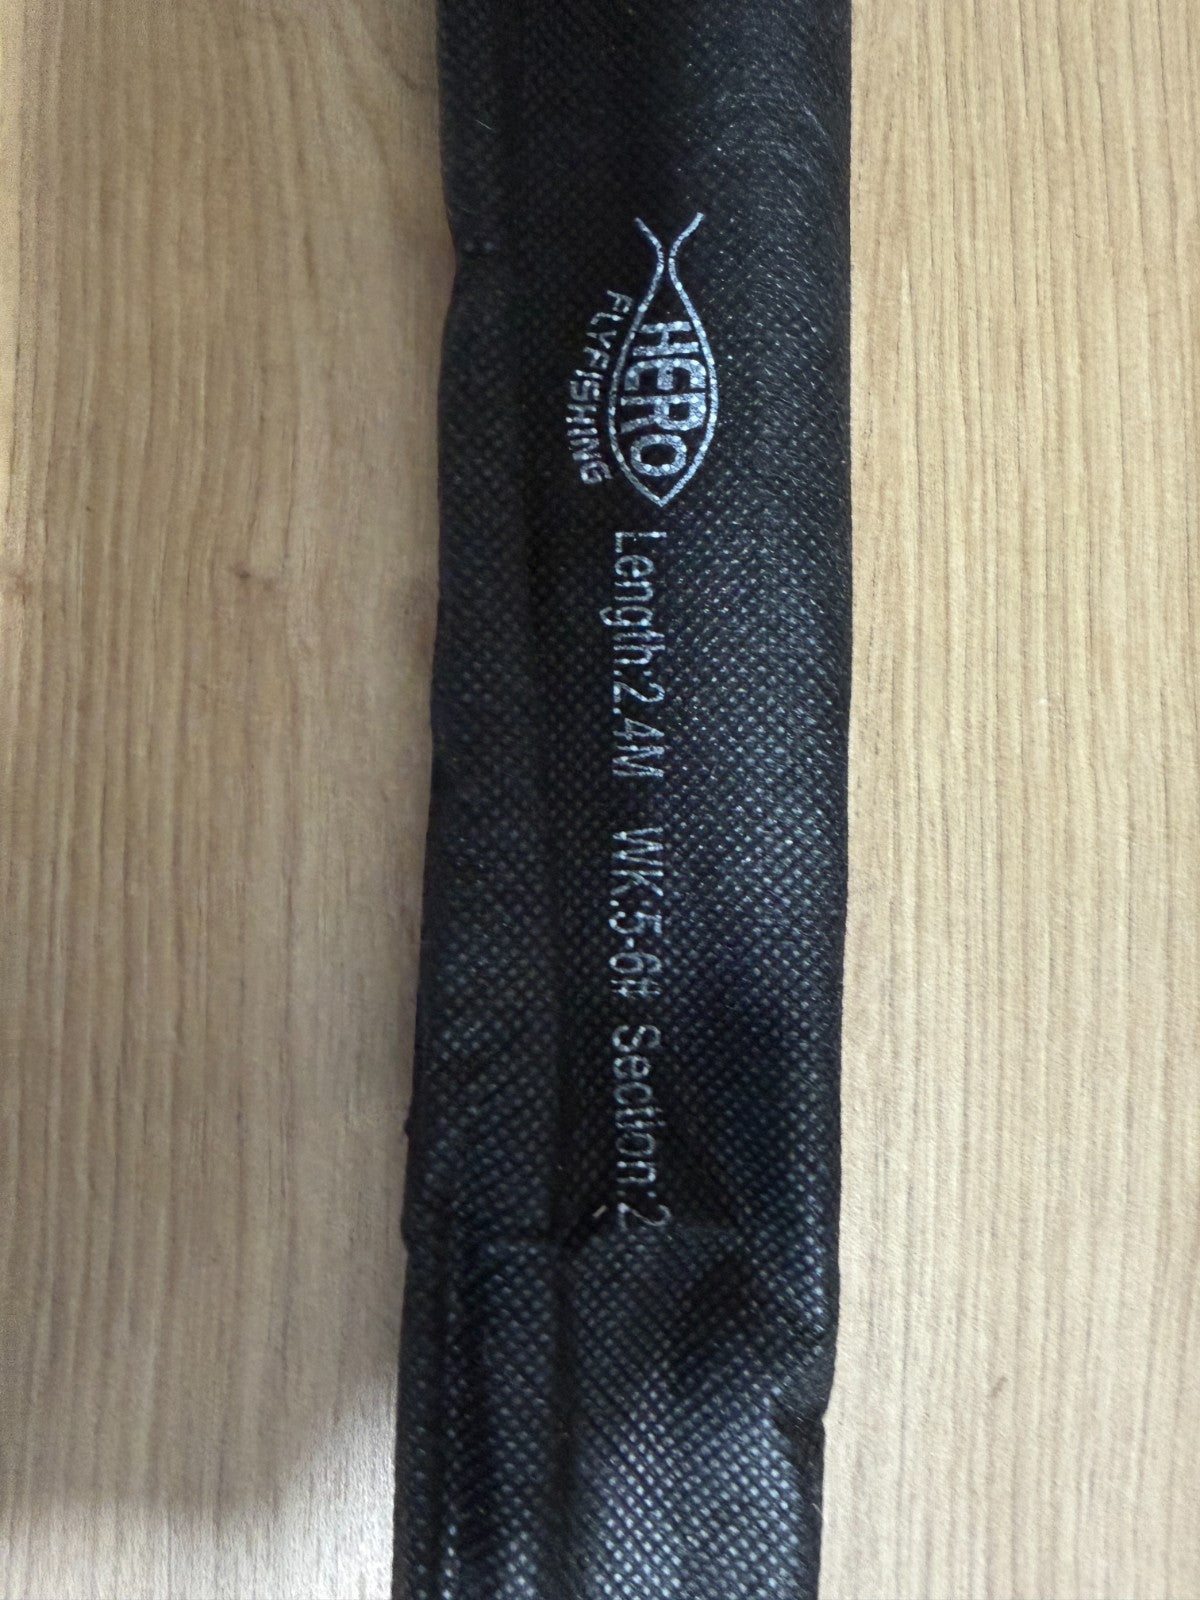 HERO
FLYFISHING
Length:2.4M WK:5-6# Section:2